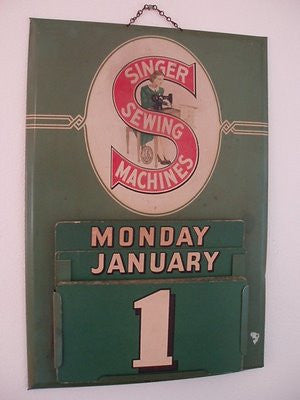 SINGER
SEWING
MACHINES
MONDAY
JANUARY
1